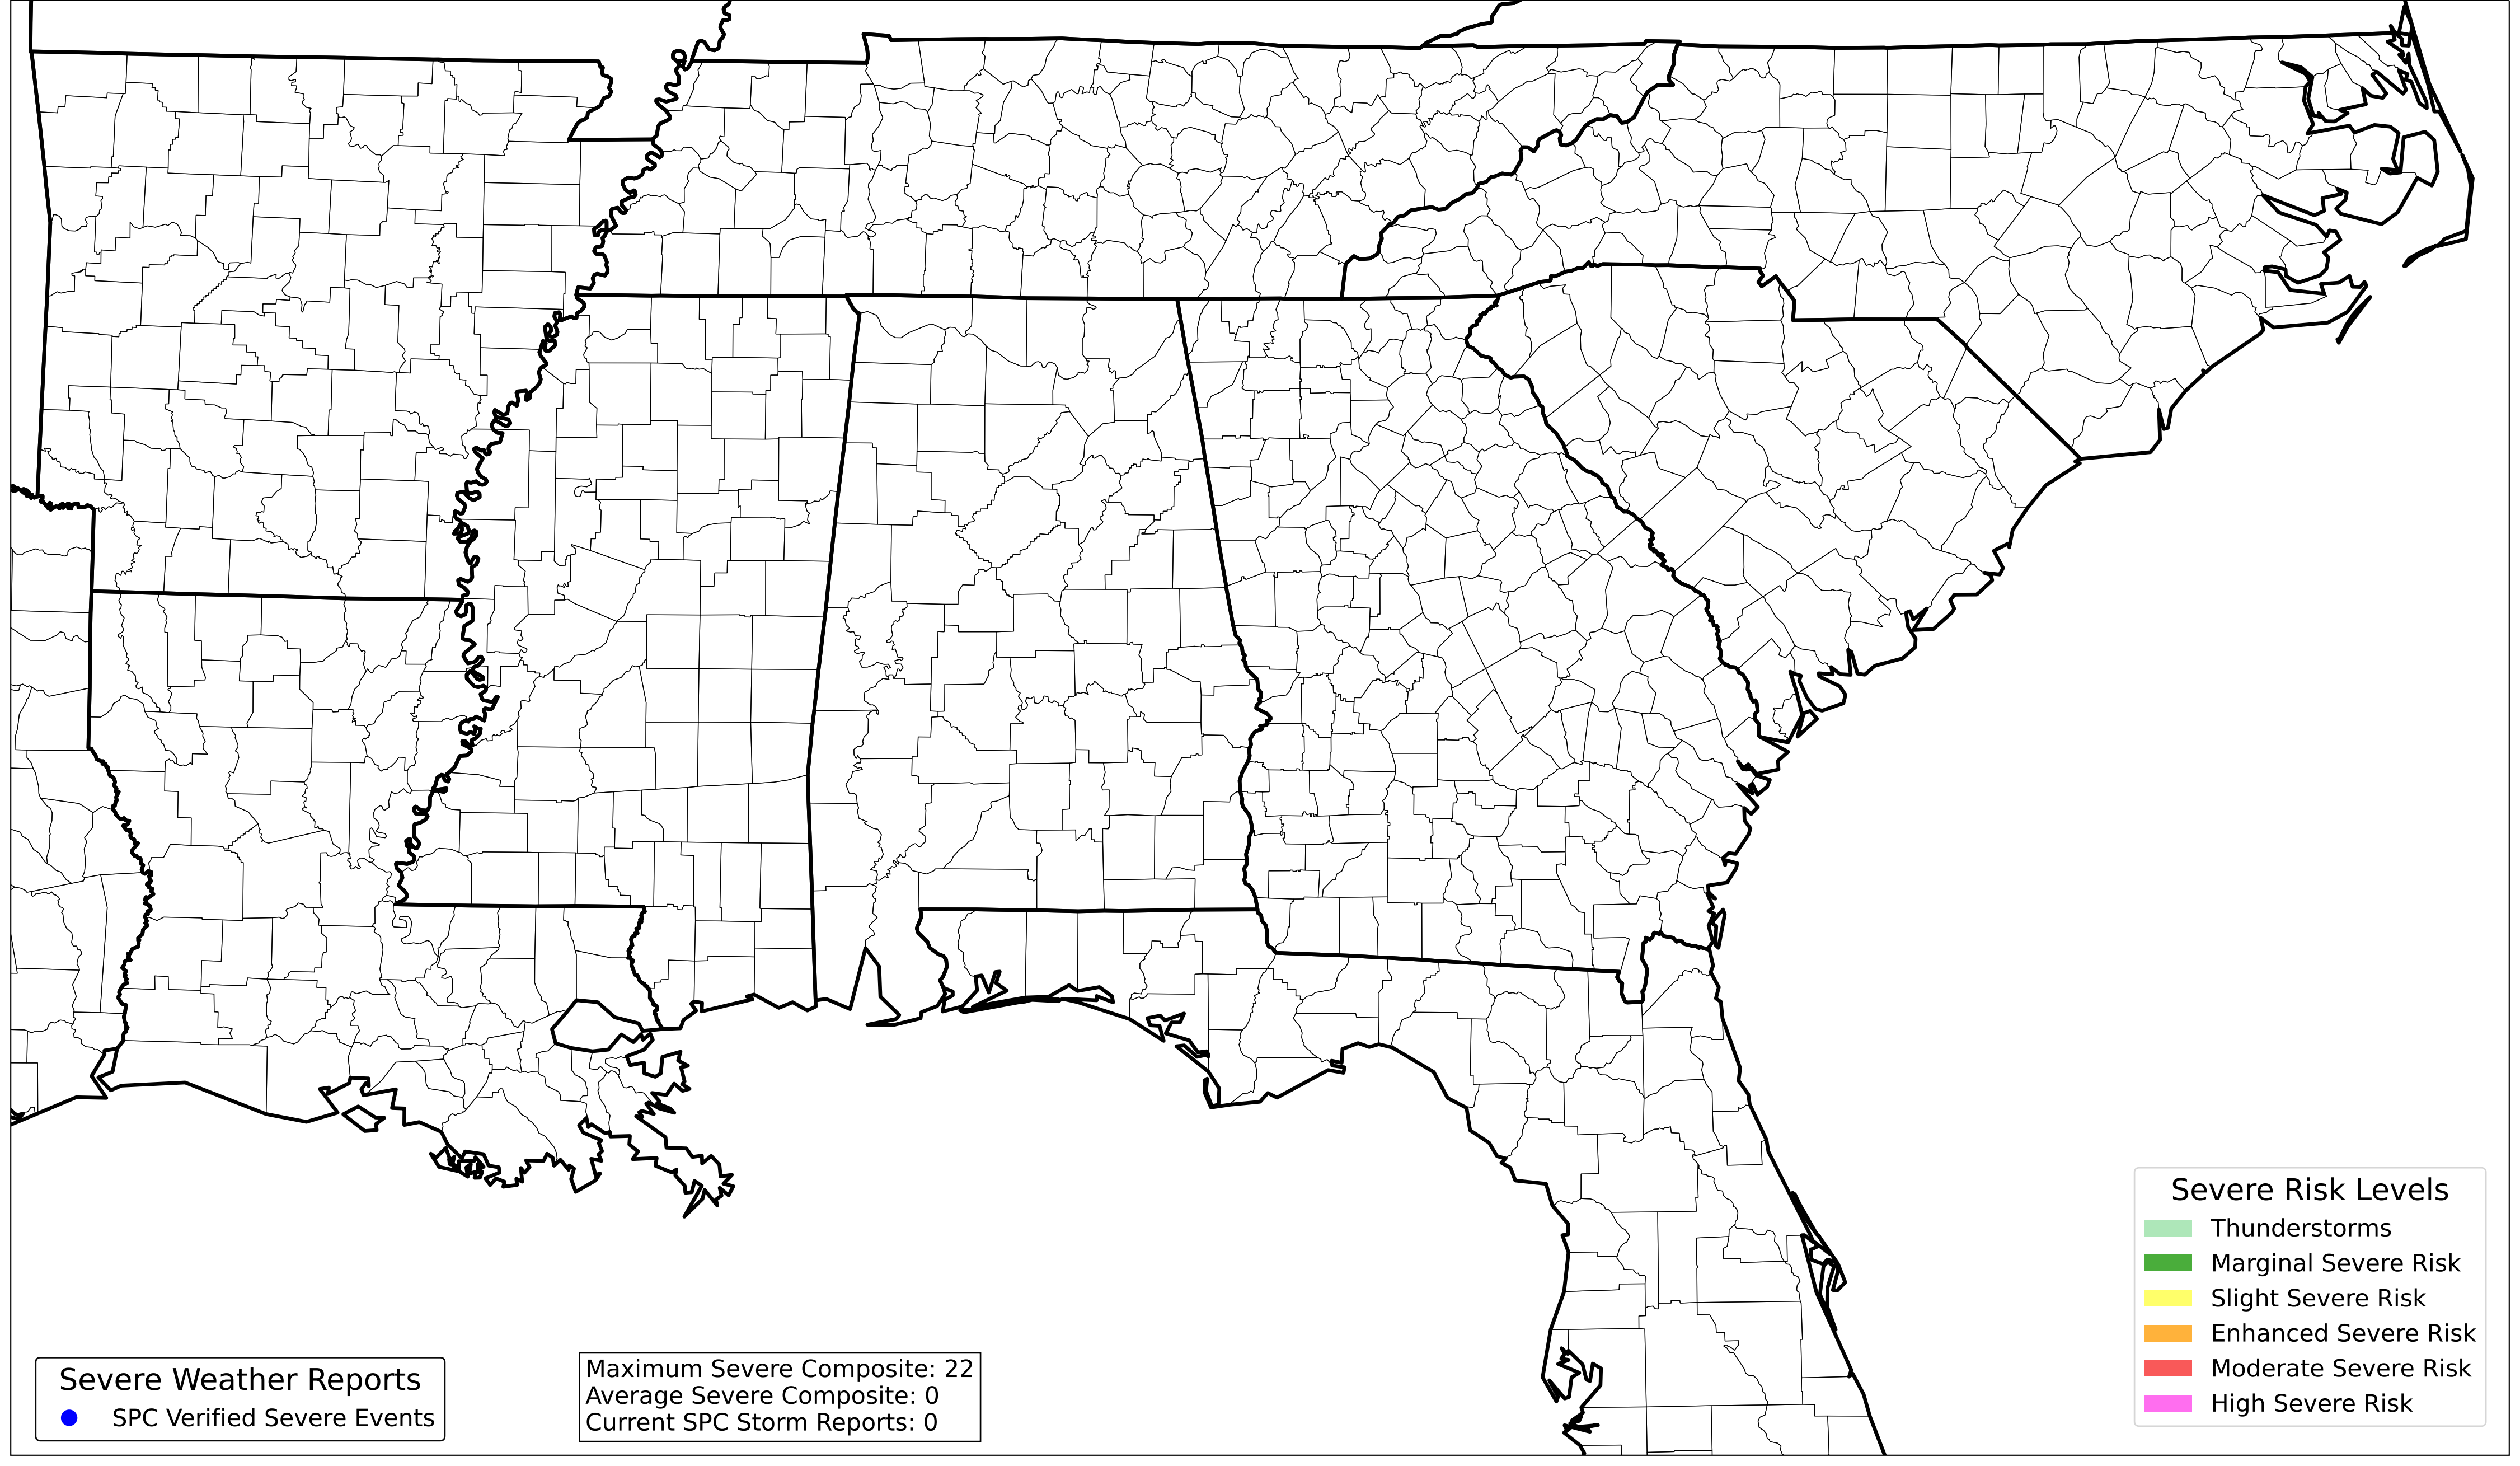 Severe Risk Levels
Thunderstorms
Marginal Severe Risk
Slight Severe Risk
Enhanced Severe Risk
Moderate Severe Risk
High Severe Risk
Severe Weather Reports
SPC Verified Severe Events
Maximum Severe Composite: 22
Average Severe Composite: 0
Current SPC Storm Reports: 0